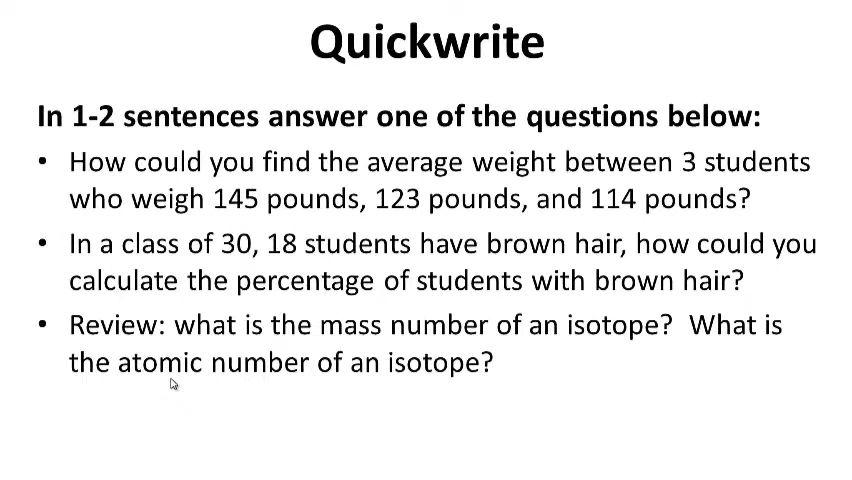 Quickwrite
In 1-2 sentences answer one of the questions below:
• How could you find the average weight between 3 students
who weigh 145 pounds, 123 pounds, and 114 pounds?
• In a class of 30, 18 students have brown hair, how could you
calculate the percentage of students with brown hair?
• Review: what is the mass number of an isotope?  What is
the atomic number of an isotope?